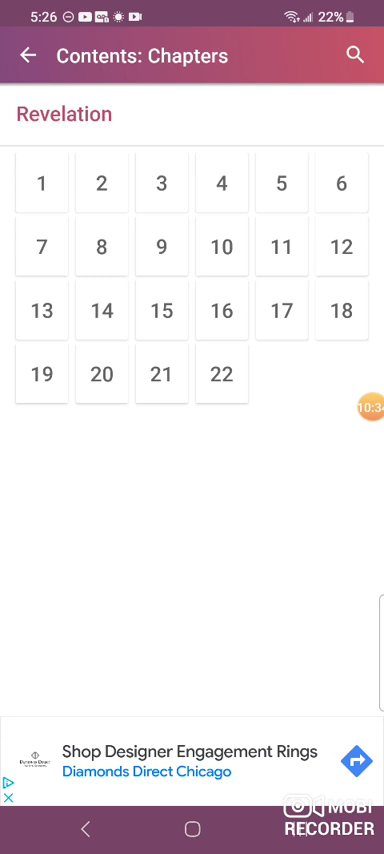 5:26 22%
Contents: Chapters
Revelation
1 2 3 4 5 6
7 8 9 10 11 12
13 14 15 16 17 18
19 20 21 22
10:34
Shop Designer Engagement Rings
Diamonds Direct Chicago
MOBI
RECORDER